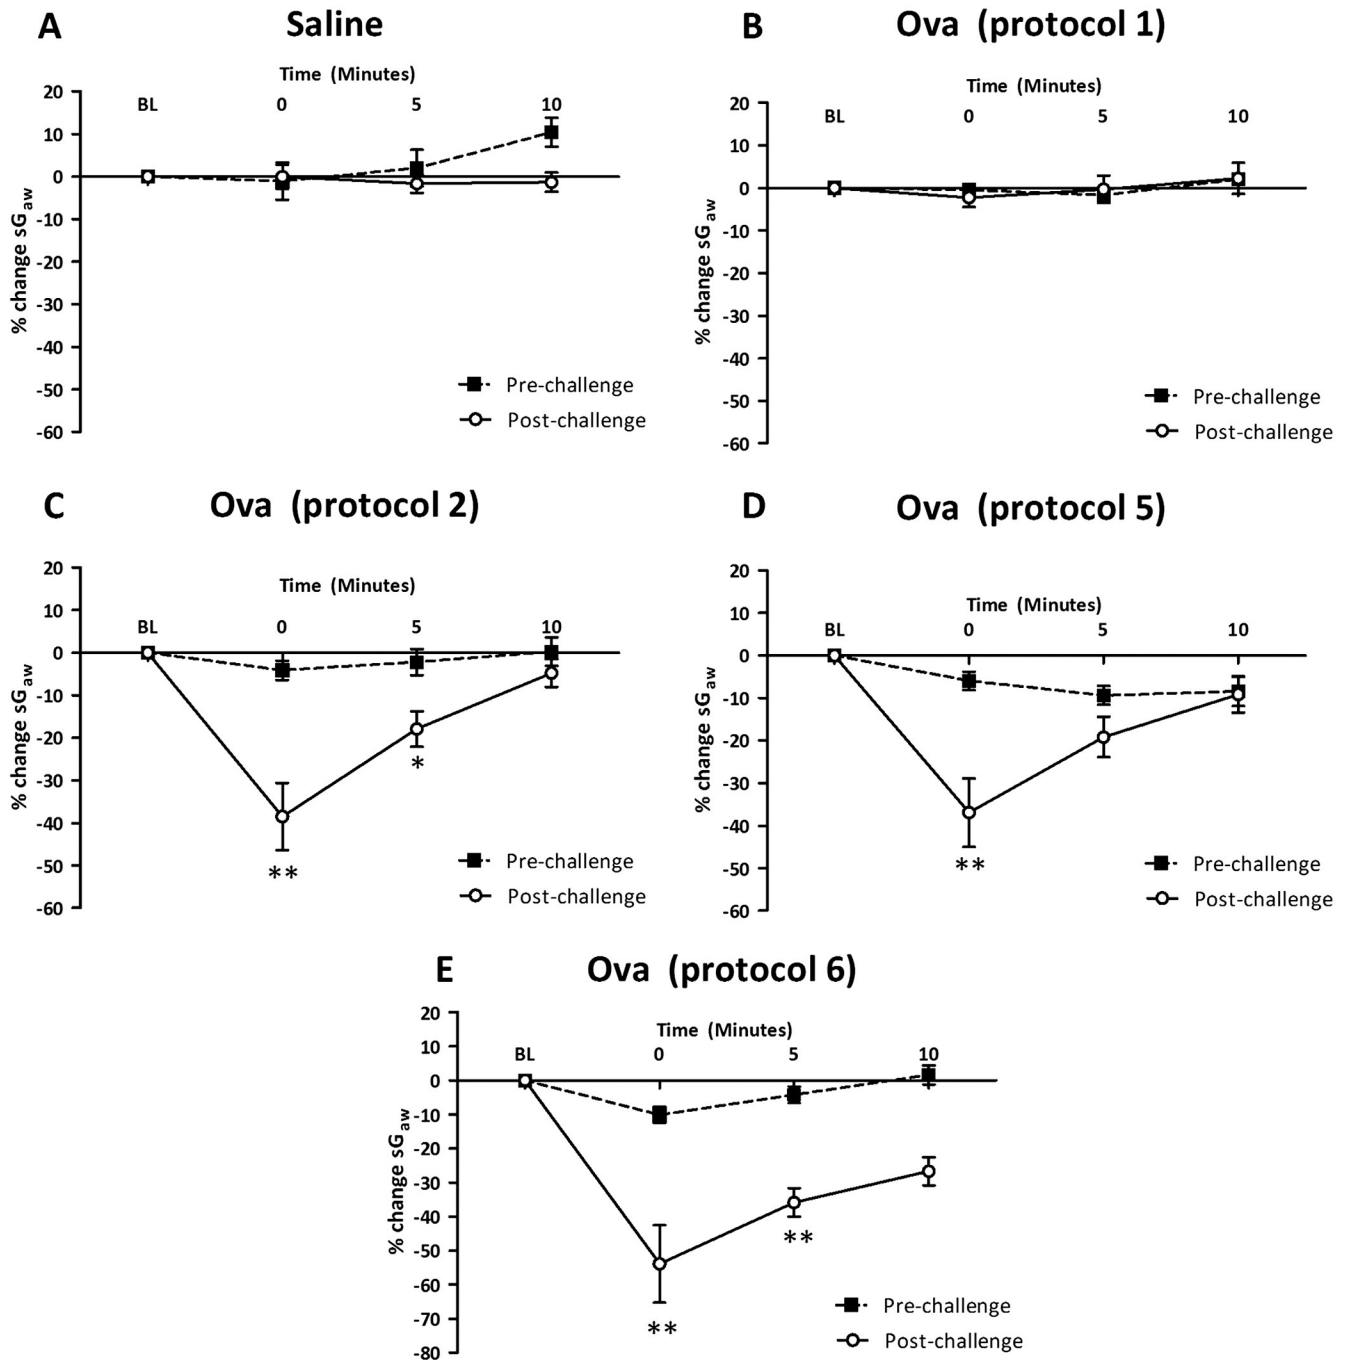 A Saline
Time (Minutes)
BL 0 5 10
20
10
0
-10
-20
-30
-40
-50
-60
% change sGaw
Pre-challenge
Post-challenge
B Ova (protocol 1)
Time (Minutes)
BL 0 5 10
20
10
0
-10
-20
-30
-40
-50
-60
% change sGaw
Pre-challenge
Post-challenge
C Ova (protocol 2)
Time (Minutes)
BL 0 5 10
20
10
0
-10
-20
-30
-40
-50
-60
% change sGaw
*
**
Pre-challenge
Post-challenge
D Ova (protocol 5)
Time (Minutes)
BL 0 5 10
20
10
0
-10
-20
-30
-40
-50
-60
% change sGaw
**
Pre-challenge
Post-challenge
E Ova (protocol 6)
Time (Minutes)
BL 0 5 10
20
10
0
-10
-20
-30
-40
-50
-60
-70
-80
% change sGaw
**
**
Pre-challenge
Post-challenge